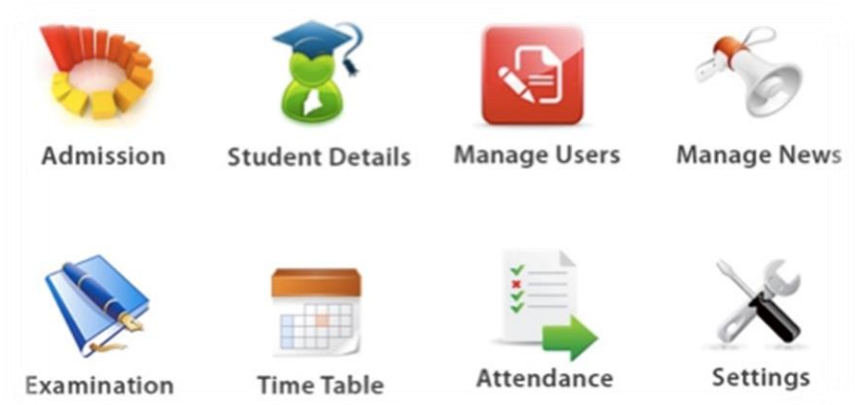 Admission
Student Details
Manage Users
Manage News
Examination
Time Table
Attendance
Settings